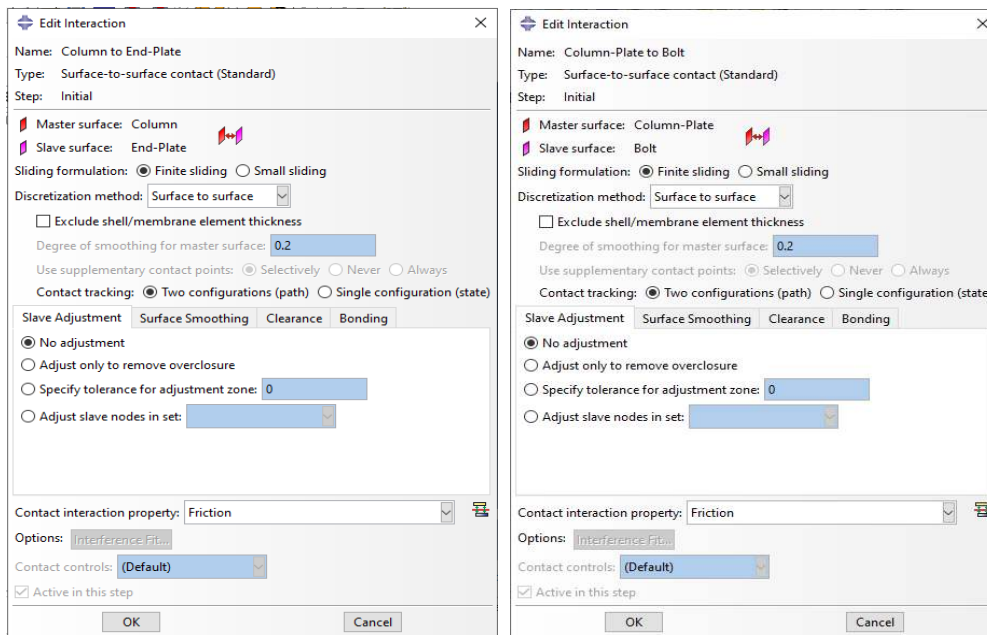 Edit Interaction
Name: Column to End-Plate
Type: Surface-to-surface contact (Standard)
Step: Initial
Master surface: Column
Slave surface: End-Plate
Sliding formulation: Finite sliding Small sliding
Discretization method: Surface to surface
Exclude shell/membrane element thickness
Degree of smoothing for master surface: 0.2
Use supplementary contact points: Selectively Never Always
Contact tracking: Two configurations (path) Single configuration (state)
Slave Adjustment Surface Smoothing Clearance Bonding
No adjustment
Adjust only to remove overclosure
Specify tolerance for adjustment zone: 0
Adjust slave nodes in set:
Contact interaction property: Friction
Options: Interference Fit...
Contact controls: (Default)
Active in this step
OK Cancel
Edit Interaction
Name: Column-Plate to Bolt
Type: Surface-to-surface contact (Standard)
Step: Initial
Master surface: Column-Plate
Slave surface: Bolt
Sliding formulation: Finite sliding Small sliding
Discretization method: Surface to surface
Exclude shell/membrane element thickness
Degree of smoothing for master surface: 0.2
Use supplementary contact points: Selectively Never Always
Contact tracking: Two configurations (path) Single configuration (state
Slave Adjustment Surface Smoothing Clearance Bonding
No adjustment
Adjust only to remove overclosure
Specify tolerance for adjustment zone: 0
Adjust slave nodes in set:
Contact interaction property: Friction
Options: Interference Fit...
Contact controls: (Default)
Active in this step
OK Cancel